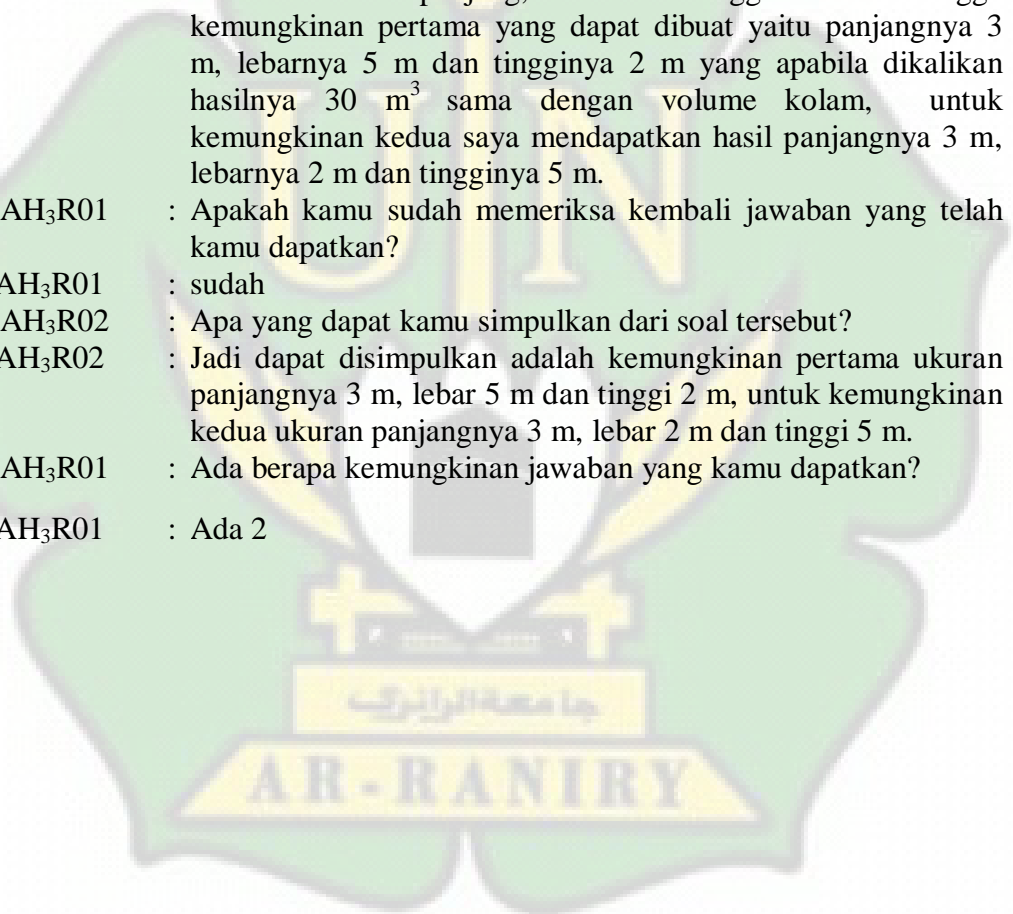 kemungkinan pertama yang dapat dibuat yaitu panjangnya 3
m, lebarnya 5 m dan tingginya 2 m yang apabila dikalikan
hasilnya 30 m³ sama dengan volume kolam, untuk
kemungkinan kedua saya mendapatkan hasil panjangnya 3 m,
lebarnya 2 m dan tingginya 5 m.
AH₃R01 : Apakah kamu sudah memeriksa kembali jawaban yang telah
kamu dapatkan?
AH₃R01 : sudah
AH₃R02 : Apa yang dapat kamu simpulkan dari soal tersebut?
AH₃R02 : Jadi dapat disimpulkan adalah kemungkinan pertama ukuran
panjangnya 3 m, lebar 5 m dan tinggi 2 m, untuk kemungkinan
kedua ukuran panjangnya 3 m, lebar 2 m dan tinggi 5 m.
AH₃R01 : Ada berapa kemungkinan jawaban yang kamu dapatkan?
AH₃R01 : Ada 2
UIN
جامعة الرانري
AR-RANIRY